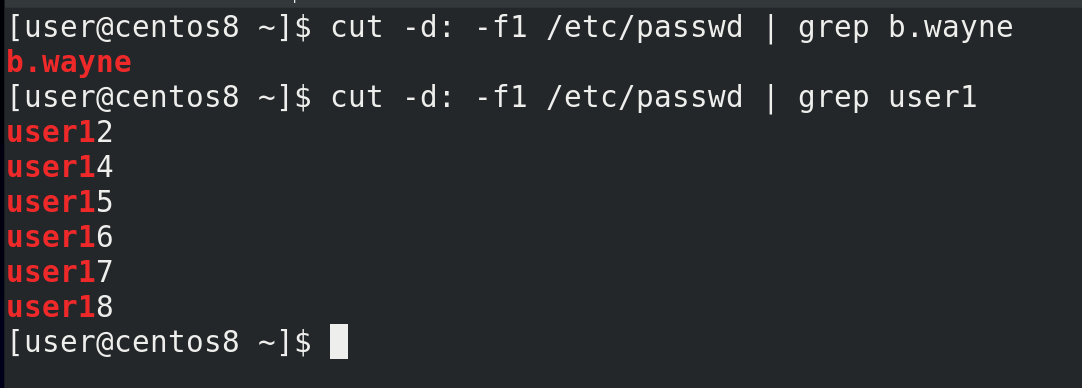 [user@centos8 ~]$ cut -d: -f1 /etc/passwd | grep b.wayne
b.wayne
[user@centos8 ~]$ cut -d: -f1 /etc/passwd | grep user1
user12
user14
user15
user16
user17
user18
[user@centos8 ~]$